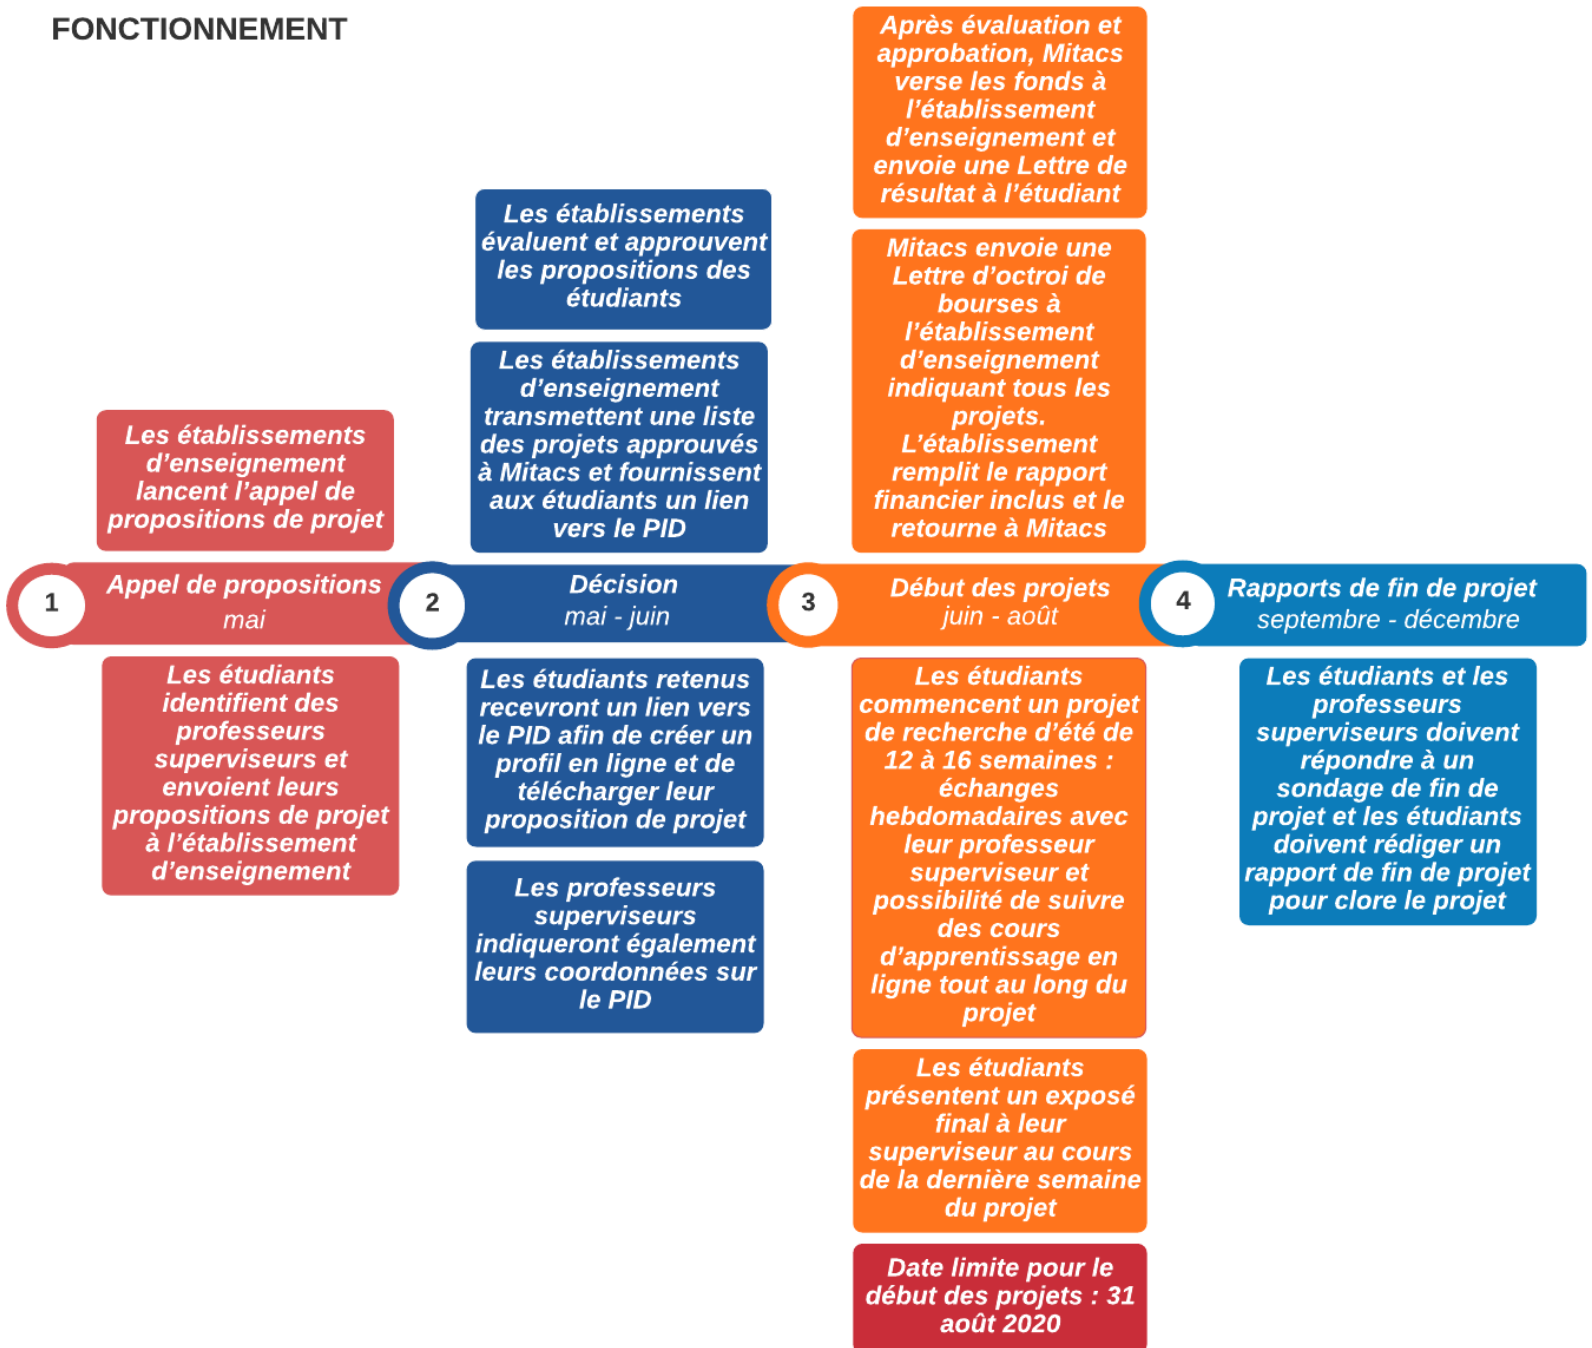 FONCTIONNEMENT
Les établissements
d’enseignement
lancent l’appel de
propositions de projet
1
Appel de propositions
mai
Les étudiants
identifient des
professeurs
superviseurs et
envoient leurs
propositions de projet
à l’établissement
d’enseignement
Les établissements
évaluent et approuvent
les propositions des
étudiants
Les établissements
d’enseignement
transmettent une liste
des projets approuvés
à Mitacs et fournissent
aux étudiants un lien
vers le PID
2
Décision
mai - juin
Les étudiants retenus
recevront un lien vers
le PID afin de créer un
profil en ligne et de
télécharger leur
proposition de projet
Les professeurs
superviseurs
indiqueront également
leurs coordonnées sur
le PID
Après évaluation et
approbation, Mitacs
verse les fonds à
l’établissement
d’enseignement et
envoie une Lettre de
résultat à l’étudiant
Mitacs envoie une
Lettre d’octroi de
bourses à
l’établissement
d’enseignement
indiquant tous les
projets.
L’établissement
remplit le rapport
financier inclus et le
retourne à Mitacs
3
Début des projets
juin - août
Les étudiants
commencent un projet
de recherche d’été de
12 à 16 semaines :
échanges
hebdomadaires avec
leur professeur
superviseur et
possibilité de suivre
des cours
d’apprentissage en
ligne tout au long du
projet
Les étudiants
présentent un exposé
final à leur
superviseur au cours
de la dernière semaine
du projet
Date limite pour le
début des projets : 31
août 2020
4
Rapports de fin de projet
septembre - décembre
Les étudiants et les
professeurs
superviseurs doivent
répondre à un
sondage de fin de
projet et les étudiants
doivent rédiger un
rapport de fin de projet
pour clore le projet